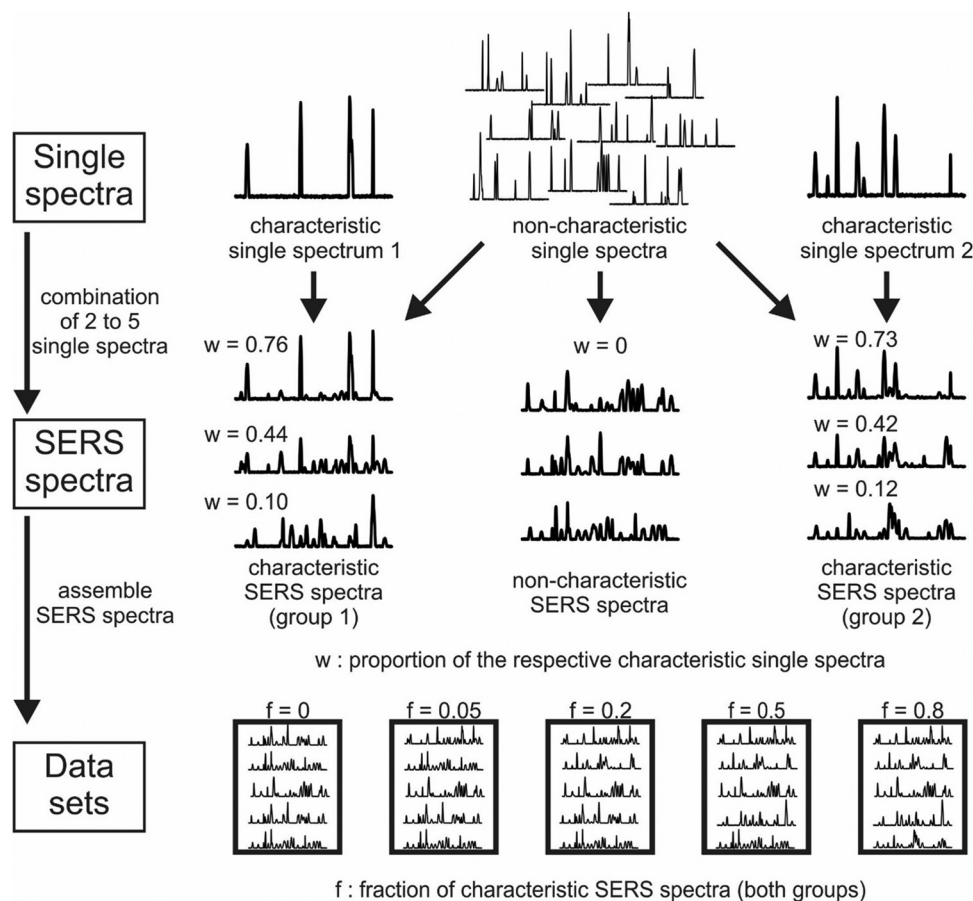 Single
spectra
characteristic
single spectrum 1
non-characteristic
single spectra
characteristic
single spectrum 2
combination
of 2 to 5
single spectra
w = 0.76
w = 0
w = 0.73
SERS
spectra
w = 0.44
w = 0.42
w = 0.10
w = 0.12
characteristic
SERS spectra
(group 1)
non-characteristic
SERS spectra
characteristic
SERS spectra
(group 2)
assemble
SERS spectra
w : proportion of the respective characteristic single spectra
f = 0
f = 0.05
f = 0.2
f = 0.5
f = 0.8
Data
sets
f : fraction of characteristic SERS spectra (both groups)